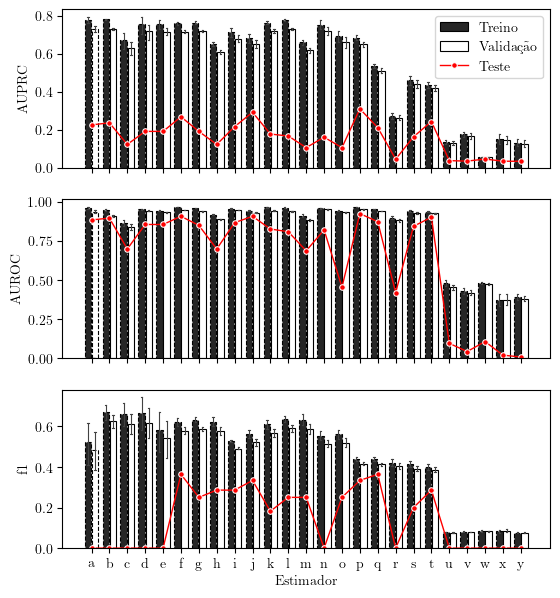 0.8
0.6
0.4
0.2
0.0
AUPRC
Treino
Validação
Teste
1.00
0.75
0.50
0.25
0.00
AUROC
0.6
0.4
0.2
0.0
f1
a b c d e f g h i j k l m n o p q r s t u v w x y
Estimador